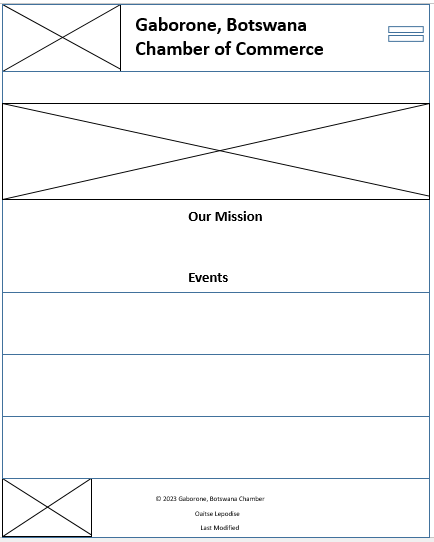 Gaborone, Botswana
Chamber of Commerce
Our Mission
Events
© 2023 Gaborone, Botswana Chamber
Oaitse Lepodise
Last Modified